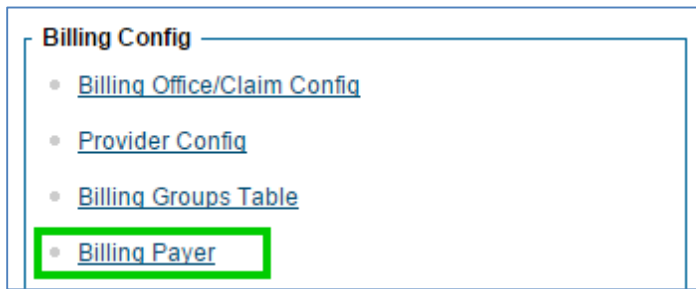 Billing Config
Billing Office/Claim Config
Provider Config
Billing Groups Table
Billing Payer